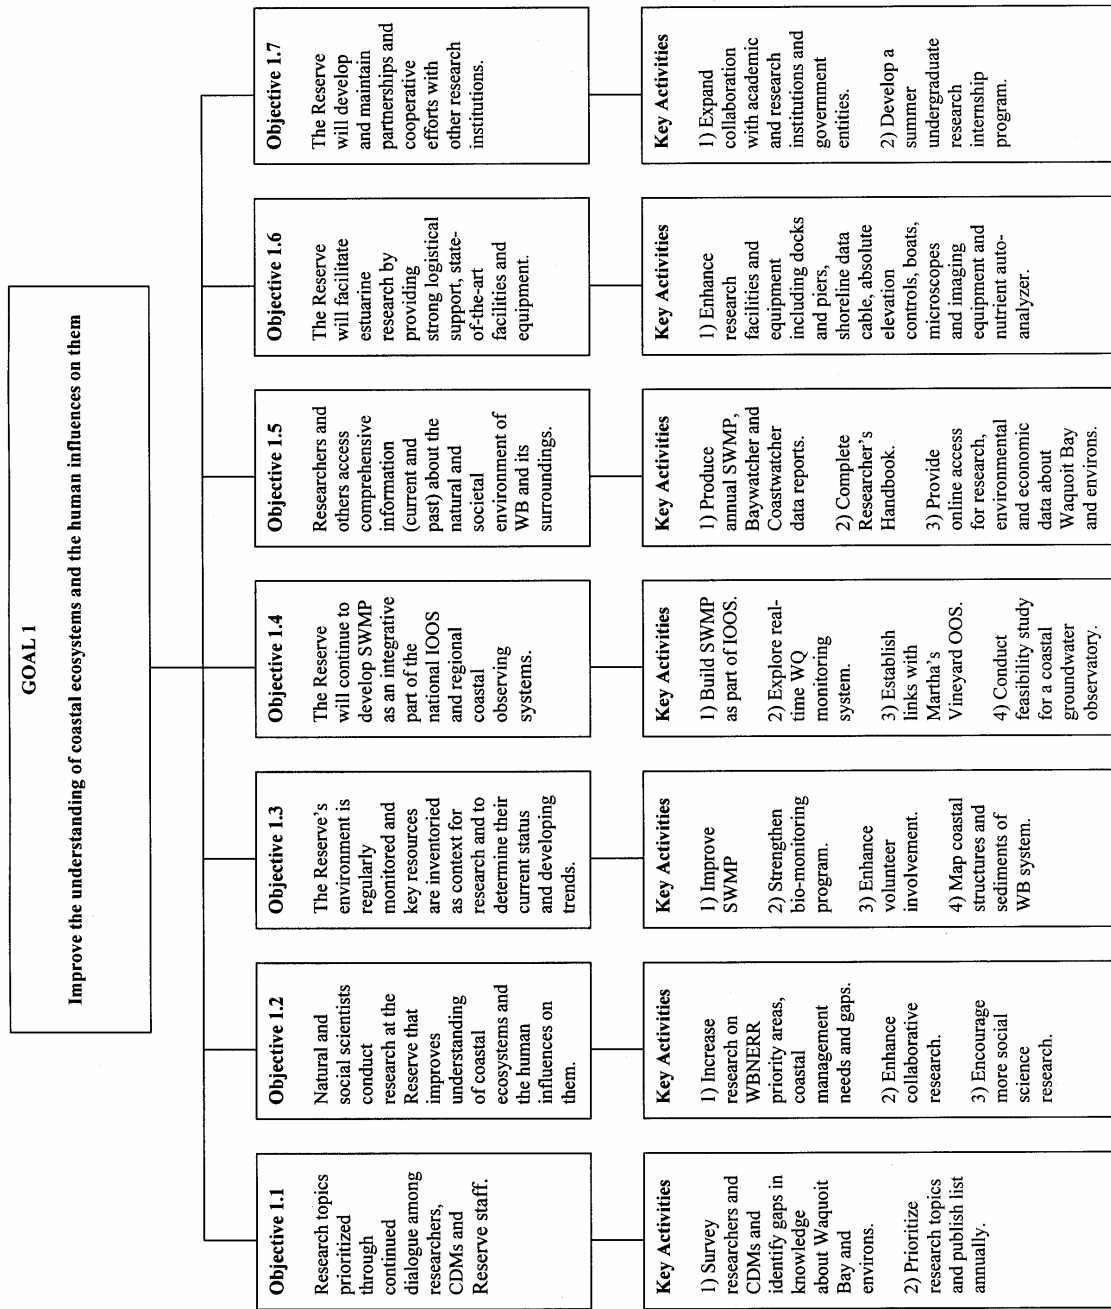 GOAL 1
Improve the understanding of coastal ecosystems and the human influences on them
Objective 1.1
Research topics
prioritized
through
continued
dialogue among
researchers,
CDMs and
Reserve staff.
Key Activities
1) Survey
researchers and
CDMs and
identify gaps in
knowledge
about Waquoit
Bay and
environs.
2) Prioritize
research topics
and publish list
annually.
Objective 1.2
Natural and
social scientists
conduct
research at the
Reserve that
improves
understanding
of coastal
ecosystems and
the human
influences on
them.
Key Activities
1) Increase
research on
WBNERR
priority areas,
coastal
management
needs and gaps.
2) Enhance
collaborative
research.
3) Encourage
more social
science
research.
Objective 1.3
The Reserve's
environment is
regularly
monitored and
key resources
are inventoried
as context for
research and to
determine their
current status
and developing
trends.
Key Activities
1) Improve
SWMP
2) Strengthen
bio-monitoring
program.
3) Enhance
volunteer
involvement.
4) Map coastal
structures and
sediments of
WB system.
Objective 1.4
The Reserve
will continue to
develop SWMP
as an integrative
part of the
national IOOS
and regional
coastal
observing
systems.
Key Activities
1) Build SWMP
as part of IOOS.
2) Explore real-
time WQ
monitoring
system.
3) Establish
links with
Martha's
Vineyard OOS.
4) Conduct
feasibility study
for a coastal
groundwater
observatory.
Objective 1.5
Researchers and
others access
comprehensive
information
(current and
past) about the
natural and
societal
environment of
WB and its
surroundings.
Key Activities
1) Produce
annual SWMP,
Baywatcher and
Coastwatcher
data reports.
2) Complete
Researcher's
Handbook.
3) Provide
online access
for research,
environmental
and economic
data about
Waquoit Bay
and environs.
Objective 1.6
The Reserve
will facilitate
estuarine
research by
providing
strong logistical
support, state-
of-the-art
facilities and
equipment.
Key Activities
1) Enhance
research
facilities and
equipment
including docks
and piers,
shoreline data
cable, absolute
elevation
controls, boats,
microscopes
and imaging
equipment and
nutrient auto-
analyzer.
Objective 1.7
The Reserve
will develop
and maintain
partnerships and
cooperative
efforts with
other research
institutions.
Key Activities
1) Expand
collaboration
with academic
and research
institutions and
government
entities.
2) Develop a
summer
undergraduate
research
internship
program.